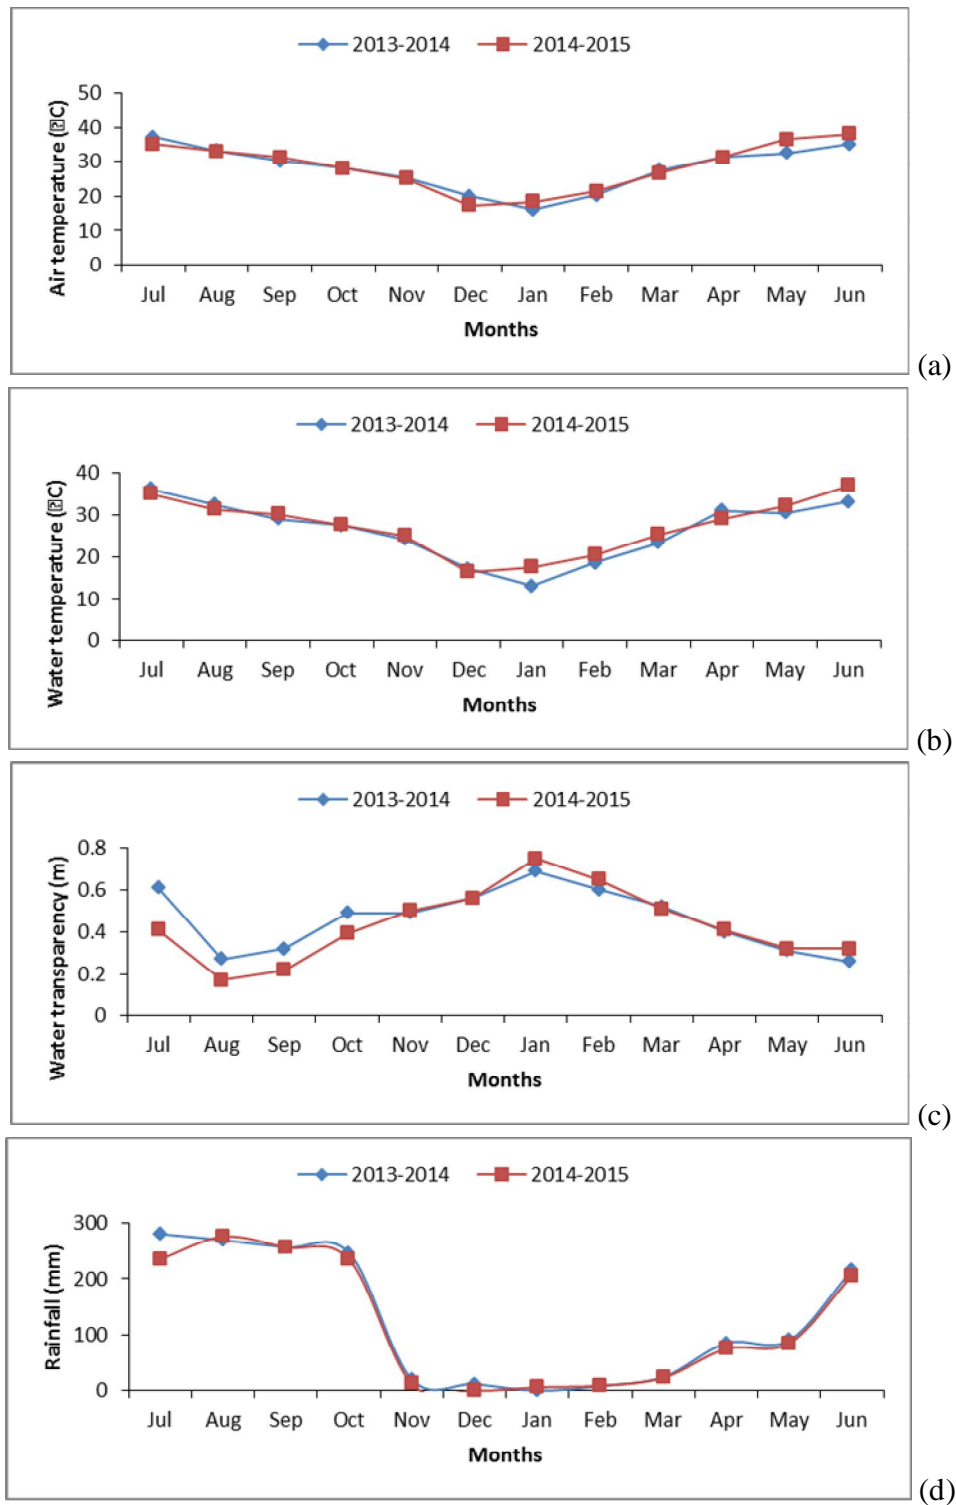 2013-2014 2014-2015
50
40
30
20
10
0
Air temperature (⍰C)
Jul Aug Sep Oct Nov Dec Jan Feb Mar Apr May Jun
Months
(a)
2013-2014 2014-2015
40
30
20
10
0
Water temperature (⍰C)
Jul Aug Sep Oct Nov Dec Jan Feb Mar Apr May Jun
Months
(b)
2013-2014 2014-2015
0.8
0.6
0.4
0.2
0
Water transparency (m)
Jul Aug Sep Oct Nov Dec Jan Feb Mar Apr May Jun
Months
(c)
2013-2014 2014-2015
300
200
100
0
Rainfall (mm)
Jul Aug Sep Oct Nov Dec Jan Feb Mar Apr May Jun
Months
(d)